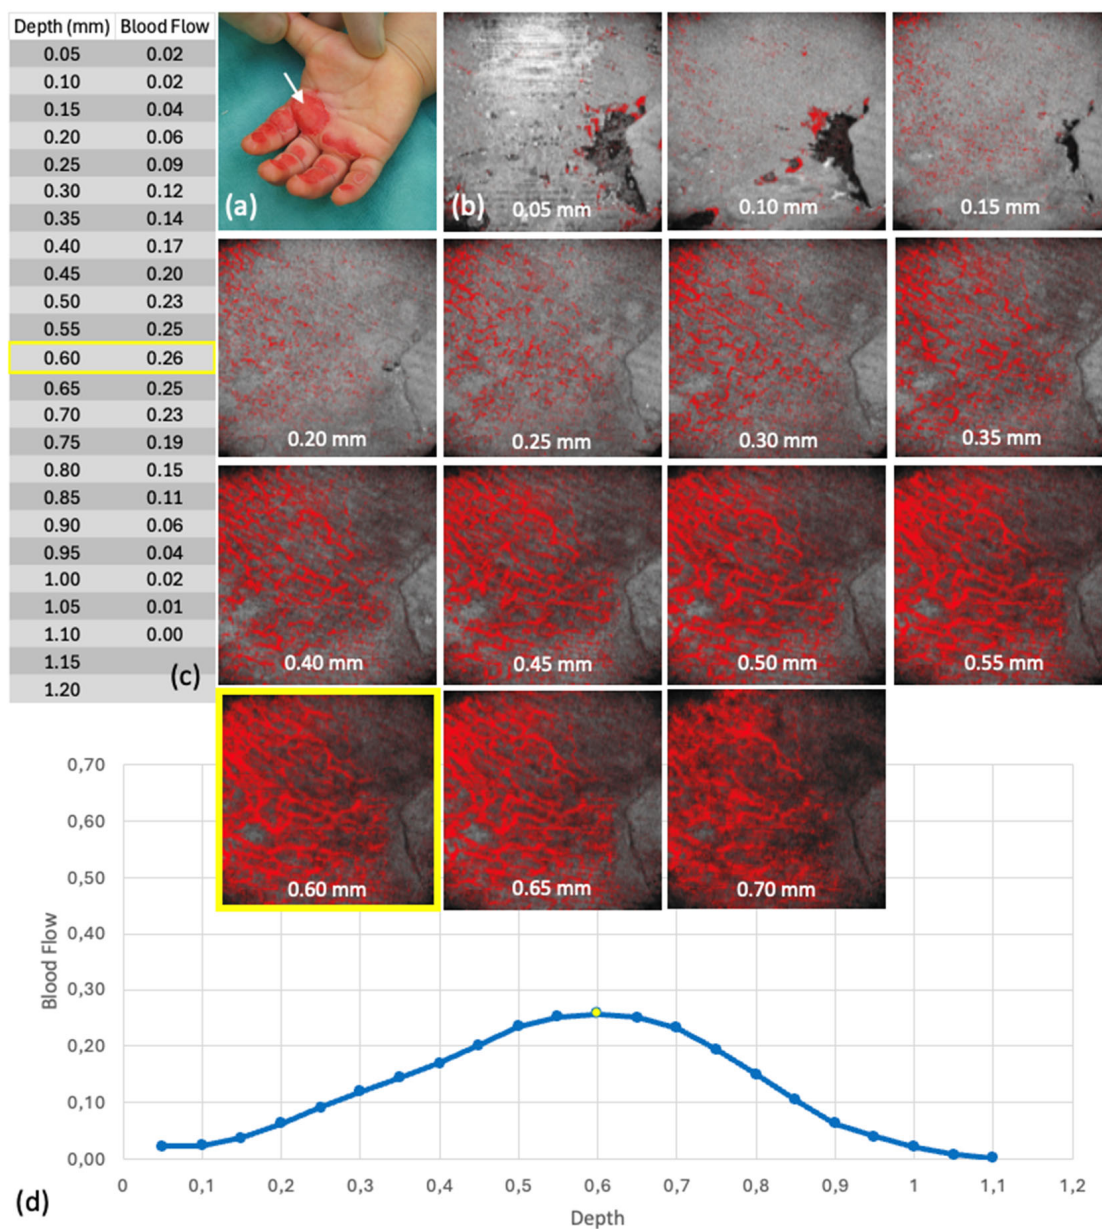 Depth (mm) Blood Flow
0.05 0.02
0.10 0.02
0.15 0.04
0.20 0.06
0.25 0.09
0.30 0.12
0.35 0.14
0.40 0.17
0.45 0.20
0.50 0.23
0.55 0.25
0.60 0.26
0.65 0.25
0.70 0.23
0.75 0.19
0.80 0.15
0.85 0.11
0.90 0.06
0.95 0.04
1.00 0.02
1.05 0.01
1.10 0.00
1.15
1.20
(c)
(a)
(b)
0.05 mm
0.10 mm
0.15 mm
0.20 mm
0.25 mm
0.30 mm
0.35 mm
0.40 mm
0.45 mm
0.50 mm
0.55 mm
0.60 mm
0.65 mm
0.70 mm
0,70
0,60
0,50
0,40
0,30
0,20
0,10
0,00
Blood Flow
0 0,1 0,2 0,3 0,4 0,5 0,6 0,7 0,8 0,9 1 1,1 1,2
Depth
(d)